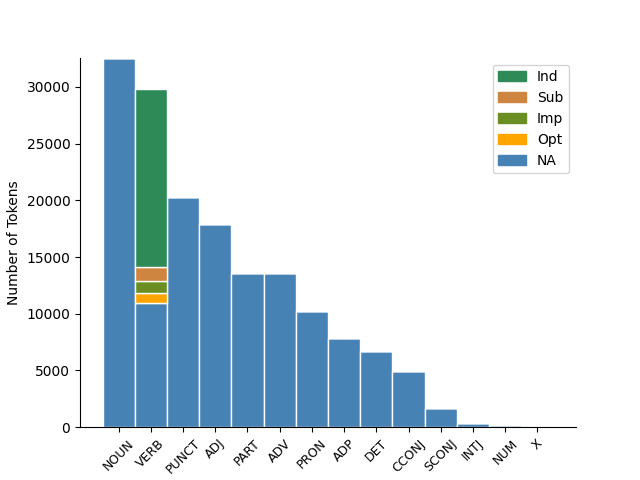 Ind
Sub
Imp
Opt
NA
30000
25000
20000
15000
10000
5000
0
Number of Tokens
NOUN
VERB
PUNCT
ADJ
PART
ADV
PRON
ADP
DET
CCONJ
SCONJ
INTJ
NUM
X